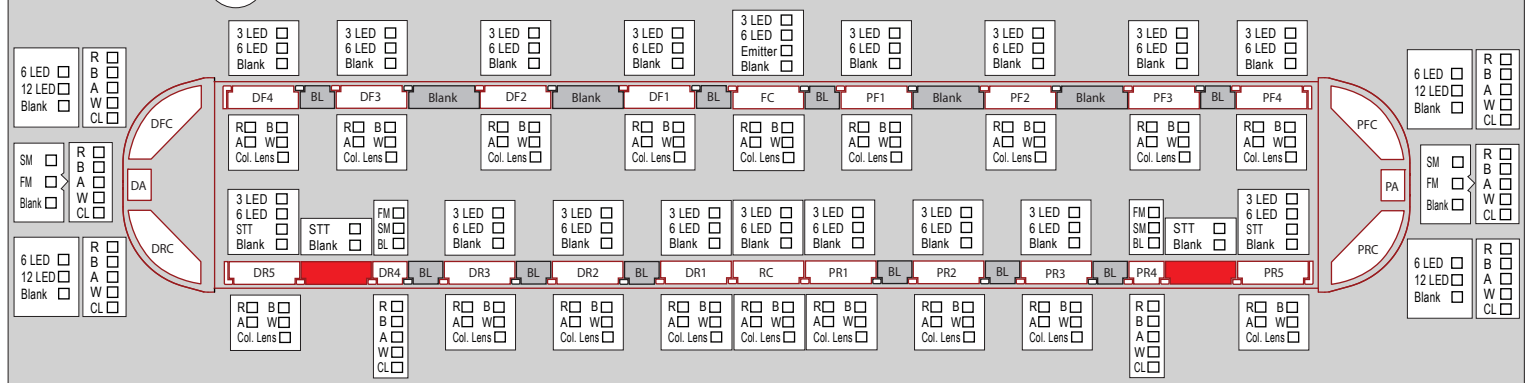 3 LED 3 LED 3 LED 3 LED 3 LED 3 LED 3 LED 3 LED 3 LED
6 LED 6 LED 6 LED 6 LED 6 LED 6 LED 6 LED 6 LED 6 LED
Blank Blank Blank Blank Emitter Blank Blank Blank Blank
Blank
6 LED
12 LED
Blank
R
B
A
W
CL
DF4 BL DF3 Blank DF2 Blank DF1 BL FC BL PF1 Blank PF2 Blank PF3 BL PF4
6 LED
12 LED
Blank
R
B
A
W
CL
DFC
PFC
R B R B R B R B R B R B R B R B R B
A W A W A W A W A W A W A W A W A W
Col. Lens Col. Lens Col. Lens Col. Lens Col. Lens Col. Lens Col. Lens Col. Lens Col. Lens
SM
FM
Blank
R
B
A
W
CL
DA
PA
SM
FM
Blank
R
B
A
W
CL
3 LED
6 LED
STT
Blank
STT
Blank
FM
SM
BL
3 LED 3 LED 3 LED 3 LED 3 LED 3 LED 3 LED
6 LED 6 LED 6 LED 6 LED 6 LED 6 LED 6 LED
Blank Blank Blank Blank Blank Blank Blank
FM
SM
BL
STT
Blank
3 LED
6 LED
STT
Blank
DRC
PRC
6 LED
12 LED
Blank
R
B
A
W
CL
DR5 DR4 BL DR3 BL DR2 BL DR1 RC PR1 BL PR2 BL PR3 BL PR4 PR5
6 LED
12 LED
Blank
R
B
A
W
CL
R B
A W
Col. Lens
R
B
A
W
CL
R B R B R B R B R B R B R B
A W A W A W A W A W A W A W
Col. Lens Col. Lens Col. Lens Col. Lens Col. Lens Col. Lens Col. Lens
R
B
A
W
CL
R B
A W
Col. Lens